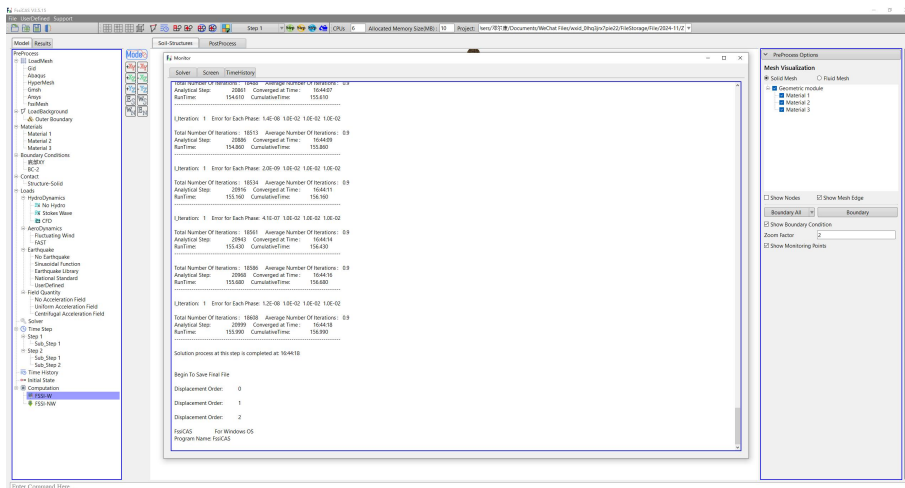 FssiCAS V3.5.13
File UserDefined Support
Step 1
CPUs 6
Allocated Memory Size(MB) 10
Model Results
PreProcess
LoadMesh
Gid
Abaqus
HyperMesh
Gmsh
Ansys
FssiMesh
LoadBackground
Outer Boundary
Materials
Material 1
Material 2
Material 3
Boundary Conditions
底部XY
BC-2
Contact
Structure-Solid
Loads
HydroDynamics
No Hydro
Stokes Wave
CFD
AeroDynamics
Fluctuating Wind
FAST
Earthquake
No Earthquake
Sinusoidal Function
Earthquake Library
National Standard
UserDefined
Field Quantity
No Acceleration Field
Uniform Acceleration Field
Centrifugal Acceleration Field
Solver
Time Step
Step 1
Sub_Step 1
Step 2
Sub_Step 1
Sub_Step 2
Time History
Initial State
Computation
FSSI-W
FSSI-NW
Soil-Structures PostProcess
Monitor
Solver Screen TimeHistory
Total Number Of Iterations : 18488 Average Number Of Iterations : 0.9
Analytical Step: 20861 Converged at Time : 16:44:07
RunTime: 154.610 CumulativeTime: 155.610
I_Iteration: 1 Error for Each Phase: 1.4E-08 1.0E-02 1.0E-02 1.0E-02
Total Number Of Iterations : 18513 Average Number Of Iterations : 0.9
Analytical Step: 20886 Converged at Time : 16:44:09
RunTime: 154.860 CumulativeTime: 155.860
I_Iteration: 1 Error for Each Phase: 2.0E-09 1.0E-02 1.0E-02 1.0E-02
Total Number Of Iterations : 18534 Average Number Of Iterations : 0.9
Analytical Step: 20916 Converged at Time : 16:44:11
RunTime: 155.160 CumulativeTime: 156.160
I_Iteration: 1 Error for Each Phase: 4.1E-07 1.0E-02 1.0E-02 1.0E-02
Total Number Of Iterations : 18561 Average Number Of Iterations : 0.9
Analytical Step: 20943 Converged at Time : 16:44:14
RunTime: 155.430 CumulativeTime: 156.430
Total Number Of Iterations : 18586 Average Number Of Iterations : 0.9
Analytical Step: 20968 Converged at Time : 16:44:16
RunTime: 155.680 CumulativeTime: 156.680
I_Iteration: 1 Error for Each Phase: 1.2E-08 1.0E-02 1.0E-02 1.0E-02
Total Number Of Iterations : 18608 Average Number Of Iterations : 0.9
Analytical Step: 20999 Converged at Time : 16:44:18
RunTime: 155.990 CumulativeTime: 156.990
Solution process at this step is completed at: 16:44:18
Begin To Save Final File
Displacement Order: 0
Displacement Order: 1
Displacement Order: 2
FssiCAS For Windows OS
Program Name: FssiCAS
PreProcess Options
Mesh Visualization
Solid Mesh Fluid Mesh
Geometric module
Material 1
Material 2
Material 3
Show Nodes Show Mesh Edge
Boundary All Boundary
Show Boundary Condition
Zoom Factor 2
Show Monitoring Points
Enter Command Here